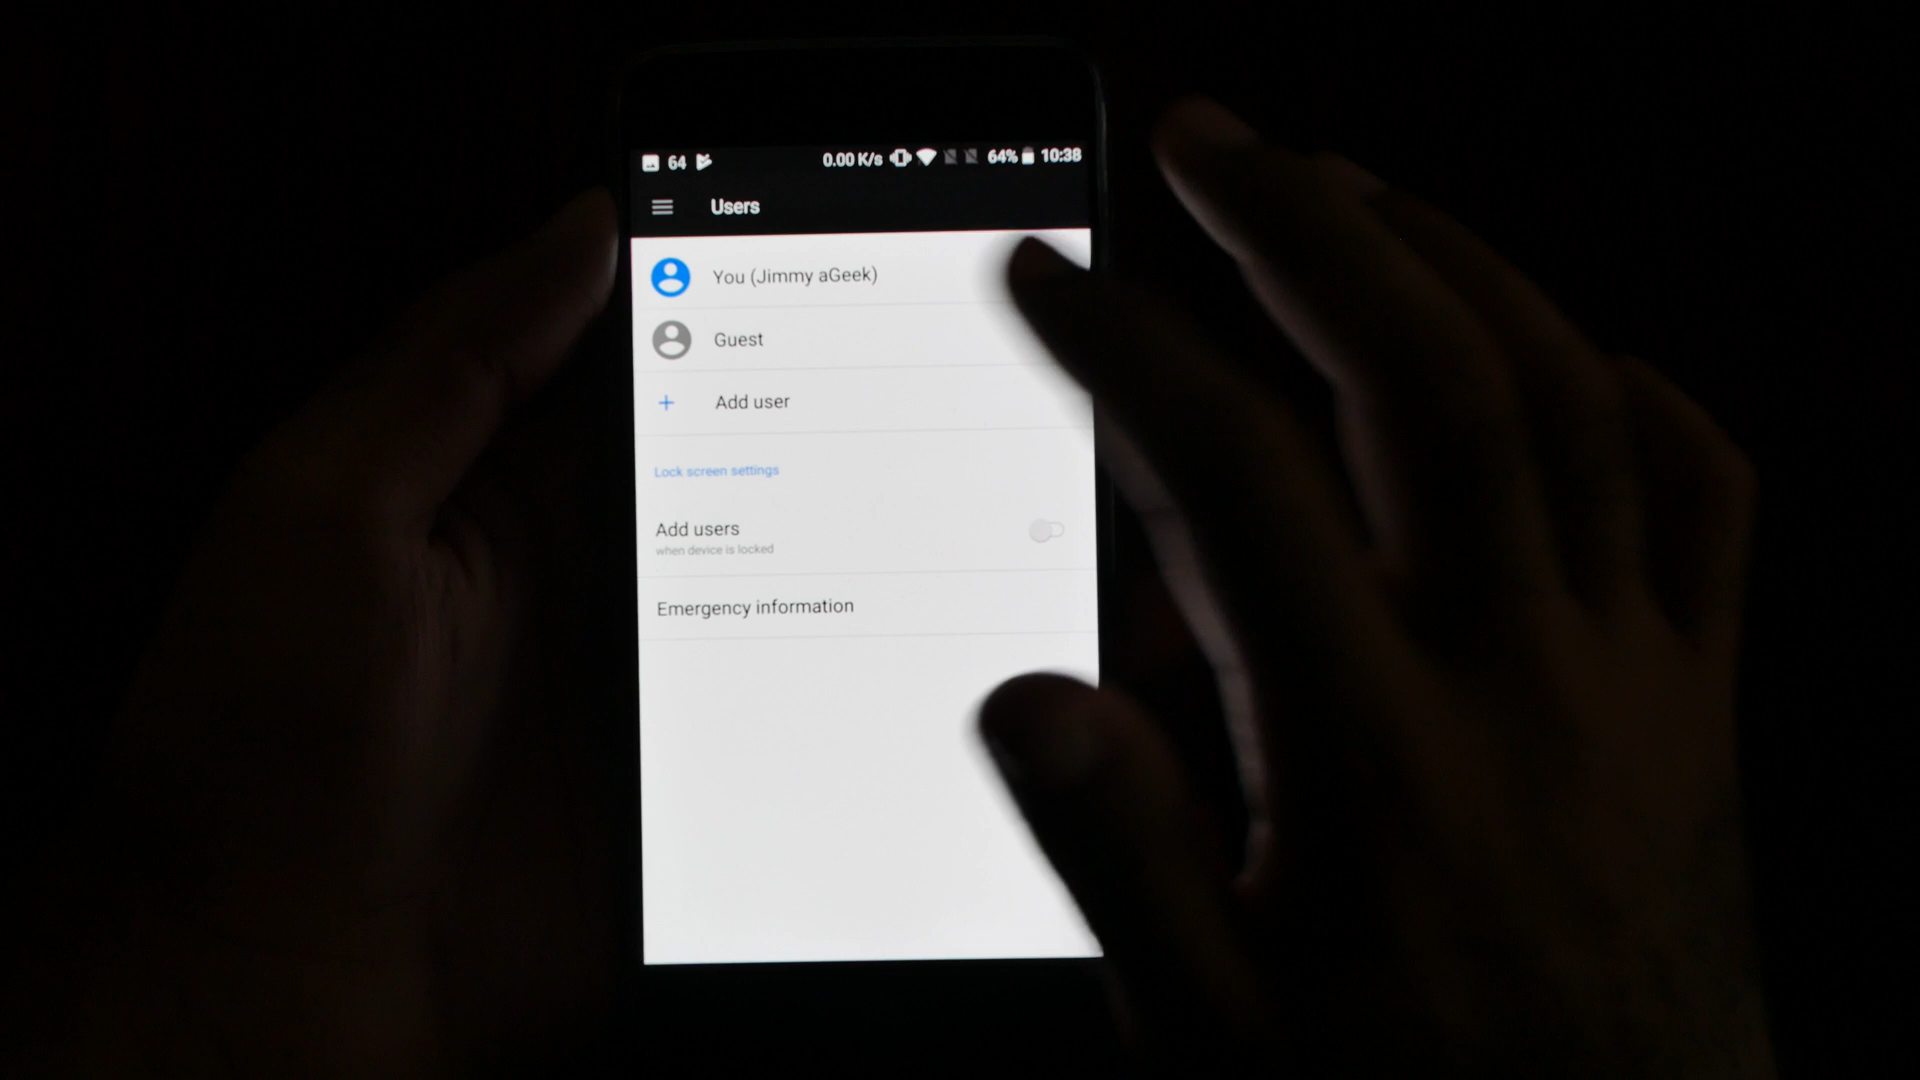 64 0.00 K/s 64% 10:38
Users
You (Jimmy aGeek)
Guest
Add user
Lock screen settings
Add users
when device is locked
Emergency information